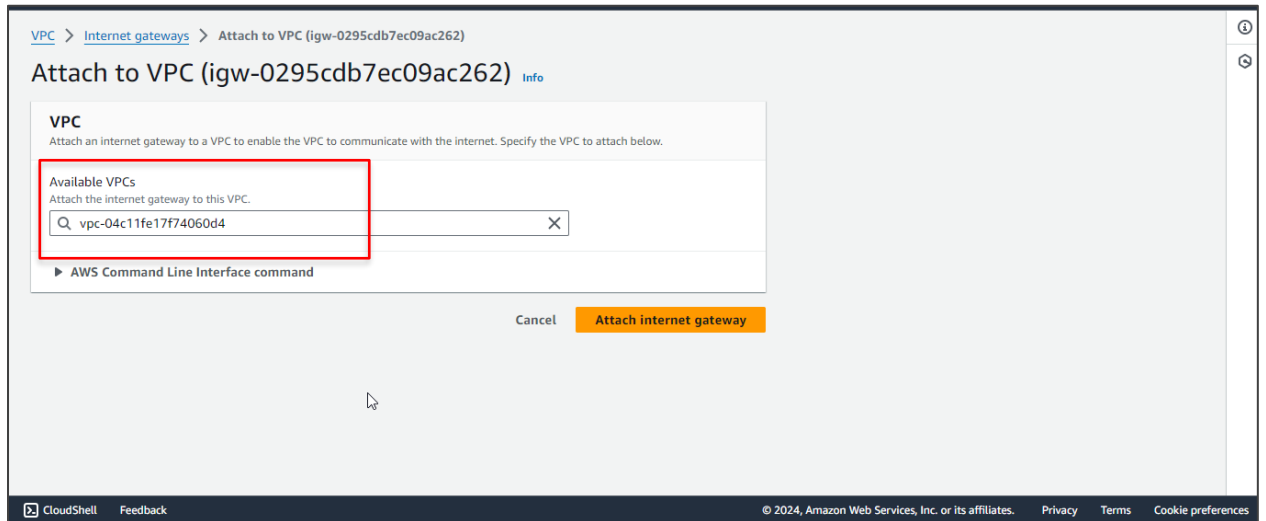 VPC > Internet gateways > Attach to VPC (igw-0295cdb7ec09ac262)
Attach to VPC (igw-0295cdb7ec09ac262) Info
VPC
Attach an internet gateway to a VPC to enable the VPC to communicate with the internet. Specify the VPC to attach below.
Available VPCs
Attach the internet gateway to this VPC.
vpc-04c11fe17f74060d4
AWS Command Line Interface command
Cancel Attach internet gateway
CloudShell Feedback © 2024, Amazon Web Services, Inc. or its affiliates. Privacy Terms Cookie preferences